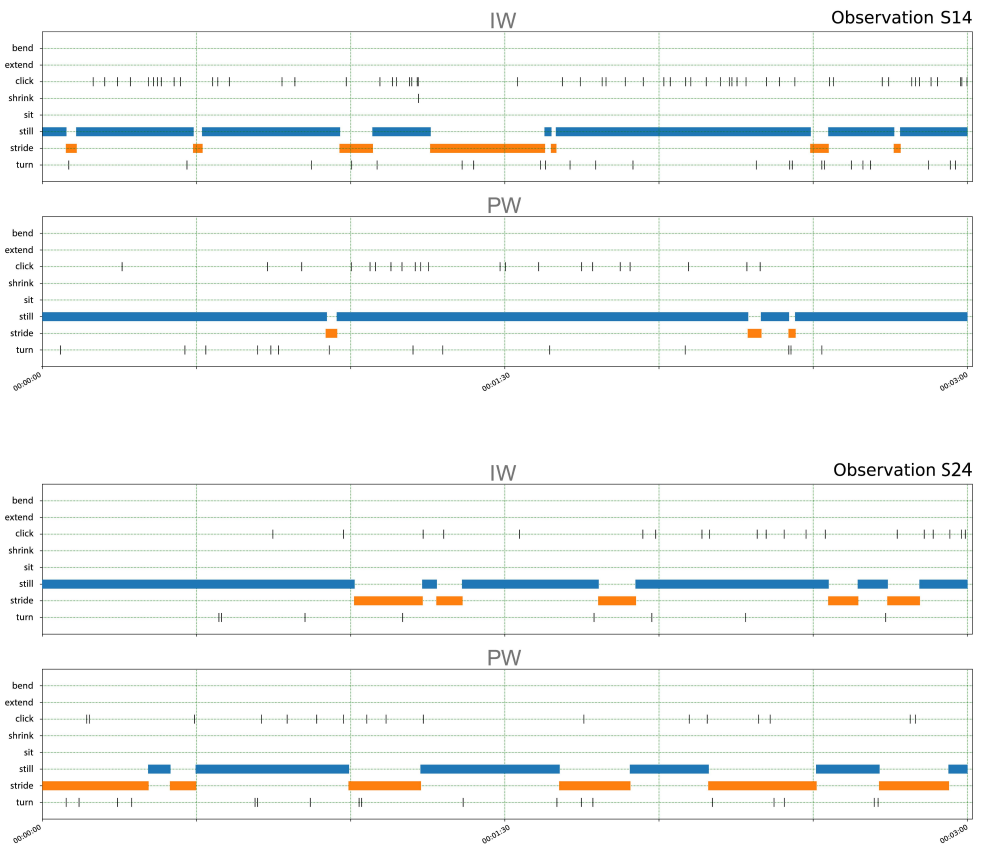 IW
Observation S14
bend
extend
click
shrink
sit
still
stride
turn
PW
bend
extend
click
shrink
sit
still
stride
turn
00:00:00
00:01:30
00:03:00
IW
Observation S24
bend
extend
click
shrink
sit
still
stride
turn
PW
bend
extend
click
shrink
sit
still
stride
turn
00:00:00
00:01:30
00:03:00